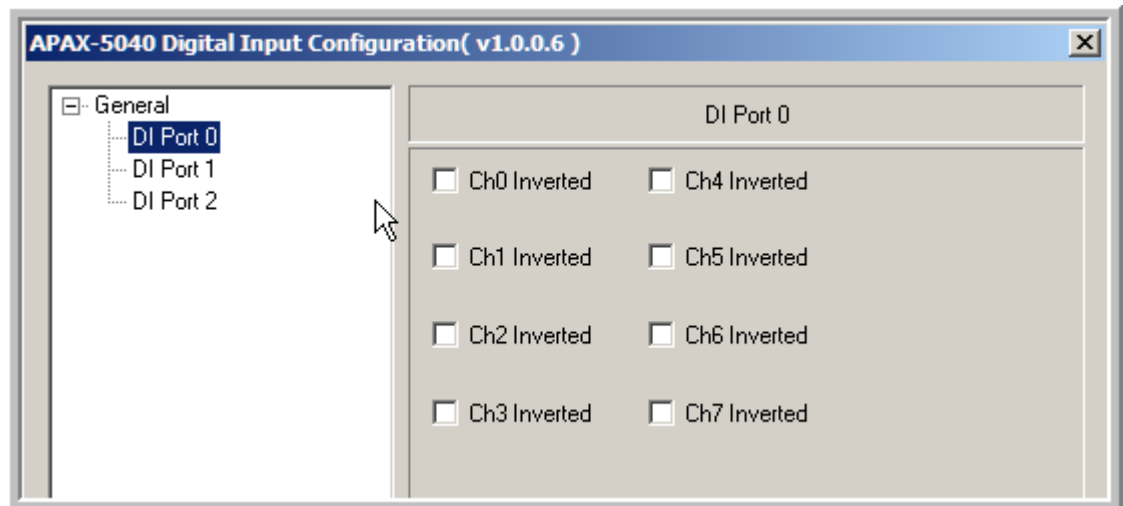 APAX-5040 Digital Input Configuration( v1.0.0.6 )
General
DI Port 0
DI Port 1
DI Port 2
DI Port 0
Ch0 Inverted Ch4 Inverted
Ch1 Inverted Ch5 Inverted
Ch2 Inverted Ch6 Inverted
Ch3 Inverted Ch7 Inverted